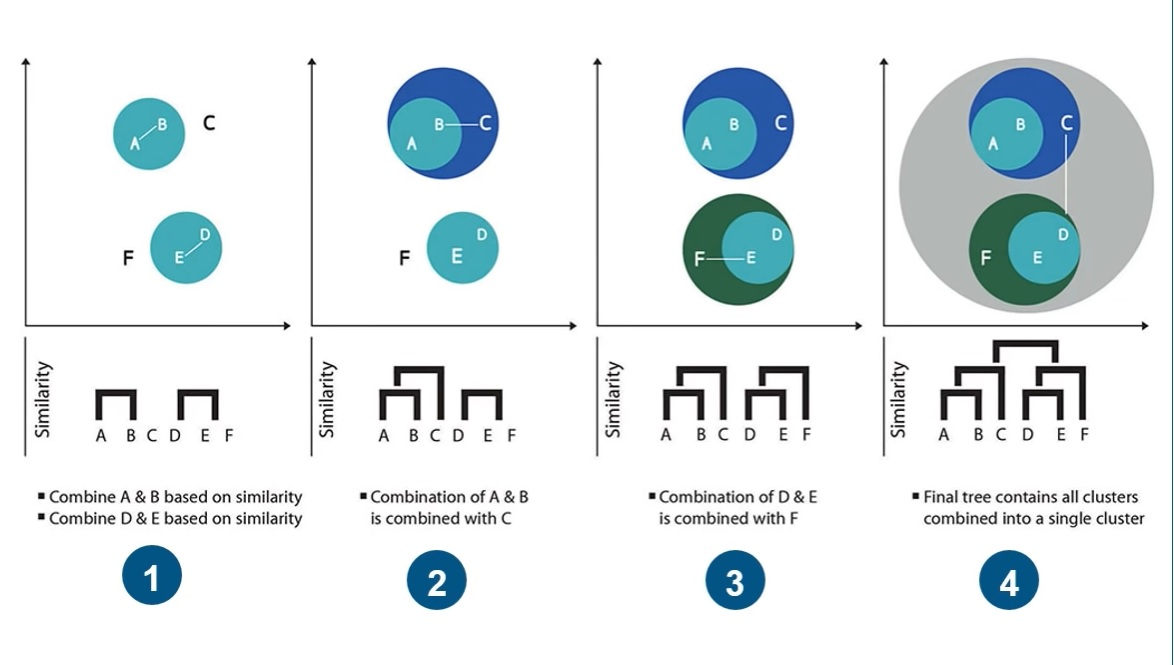 A B C
F E D
Similarity
A B C D E F
▪ Combine A & B based on similarity
▪ Combine D & E based on similarity
1
A B C
F E D
Similarity
A B C D E F
▪ Combination of A & B
is combined with C
2
A B C
F E D
Similarity
A B C D E F
▪ Combination of D & E
is combined with F
3
A B C
F E D
Similarity
A B C D E F
▪ Final tree contains all clusters
combined into a single cluster
4